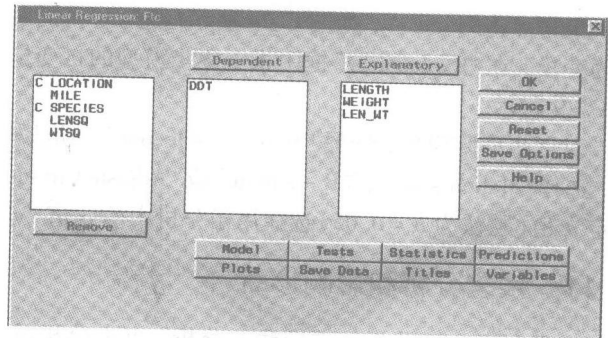 Linear Regression: Ftc
Dependent
Explanatory
C LOCATION
MILE
C SPECIES
LENSQ
WTSQ
DDT
LENGTH
WEIGHT
LEN_WT
OK
Cancel
Reset
Save Options
Help
Remove
Model Tests Statistics Predictions
Plots Save Data Titles Variables